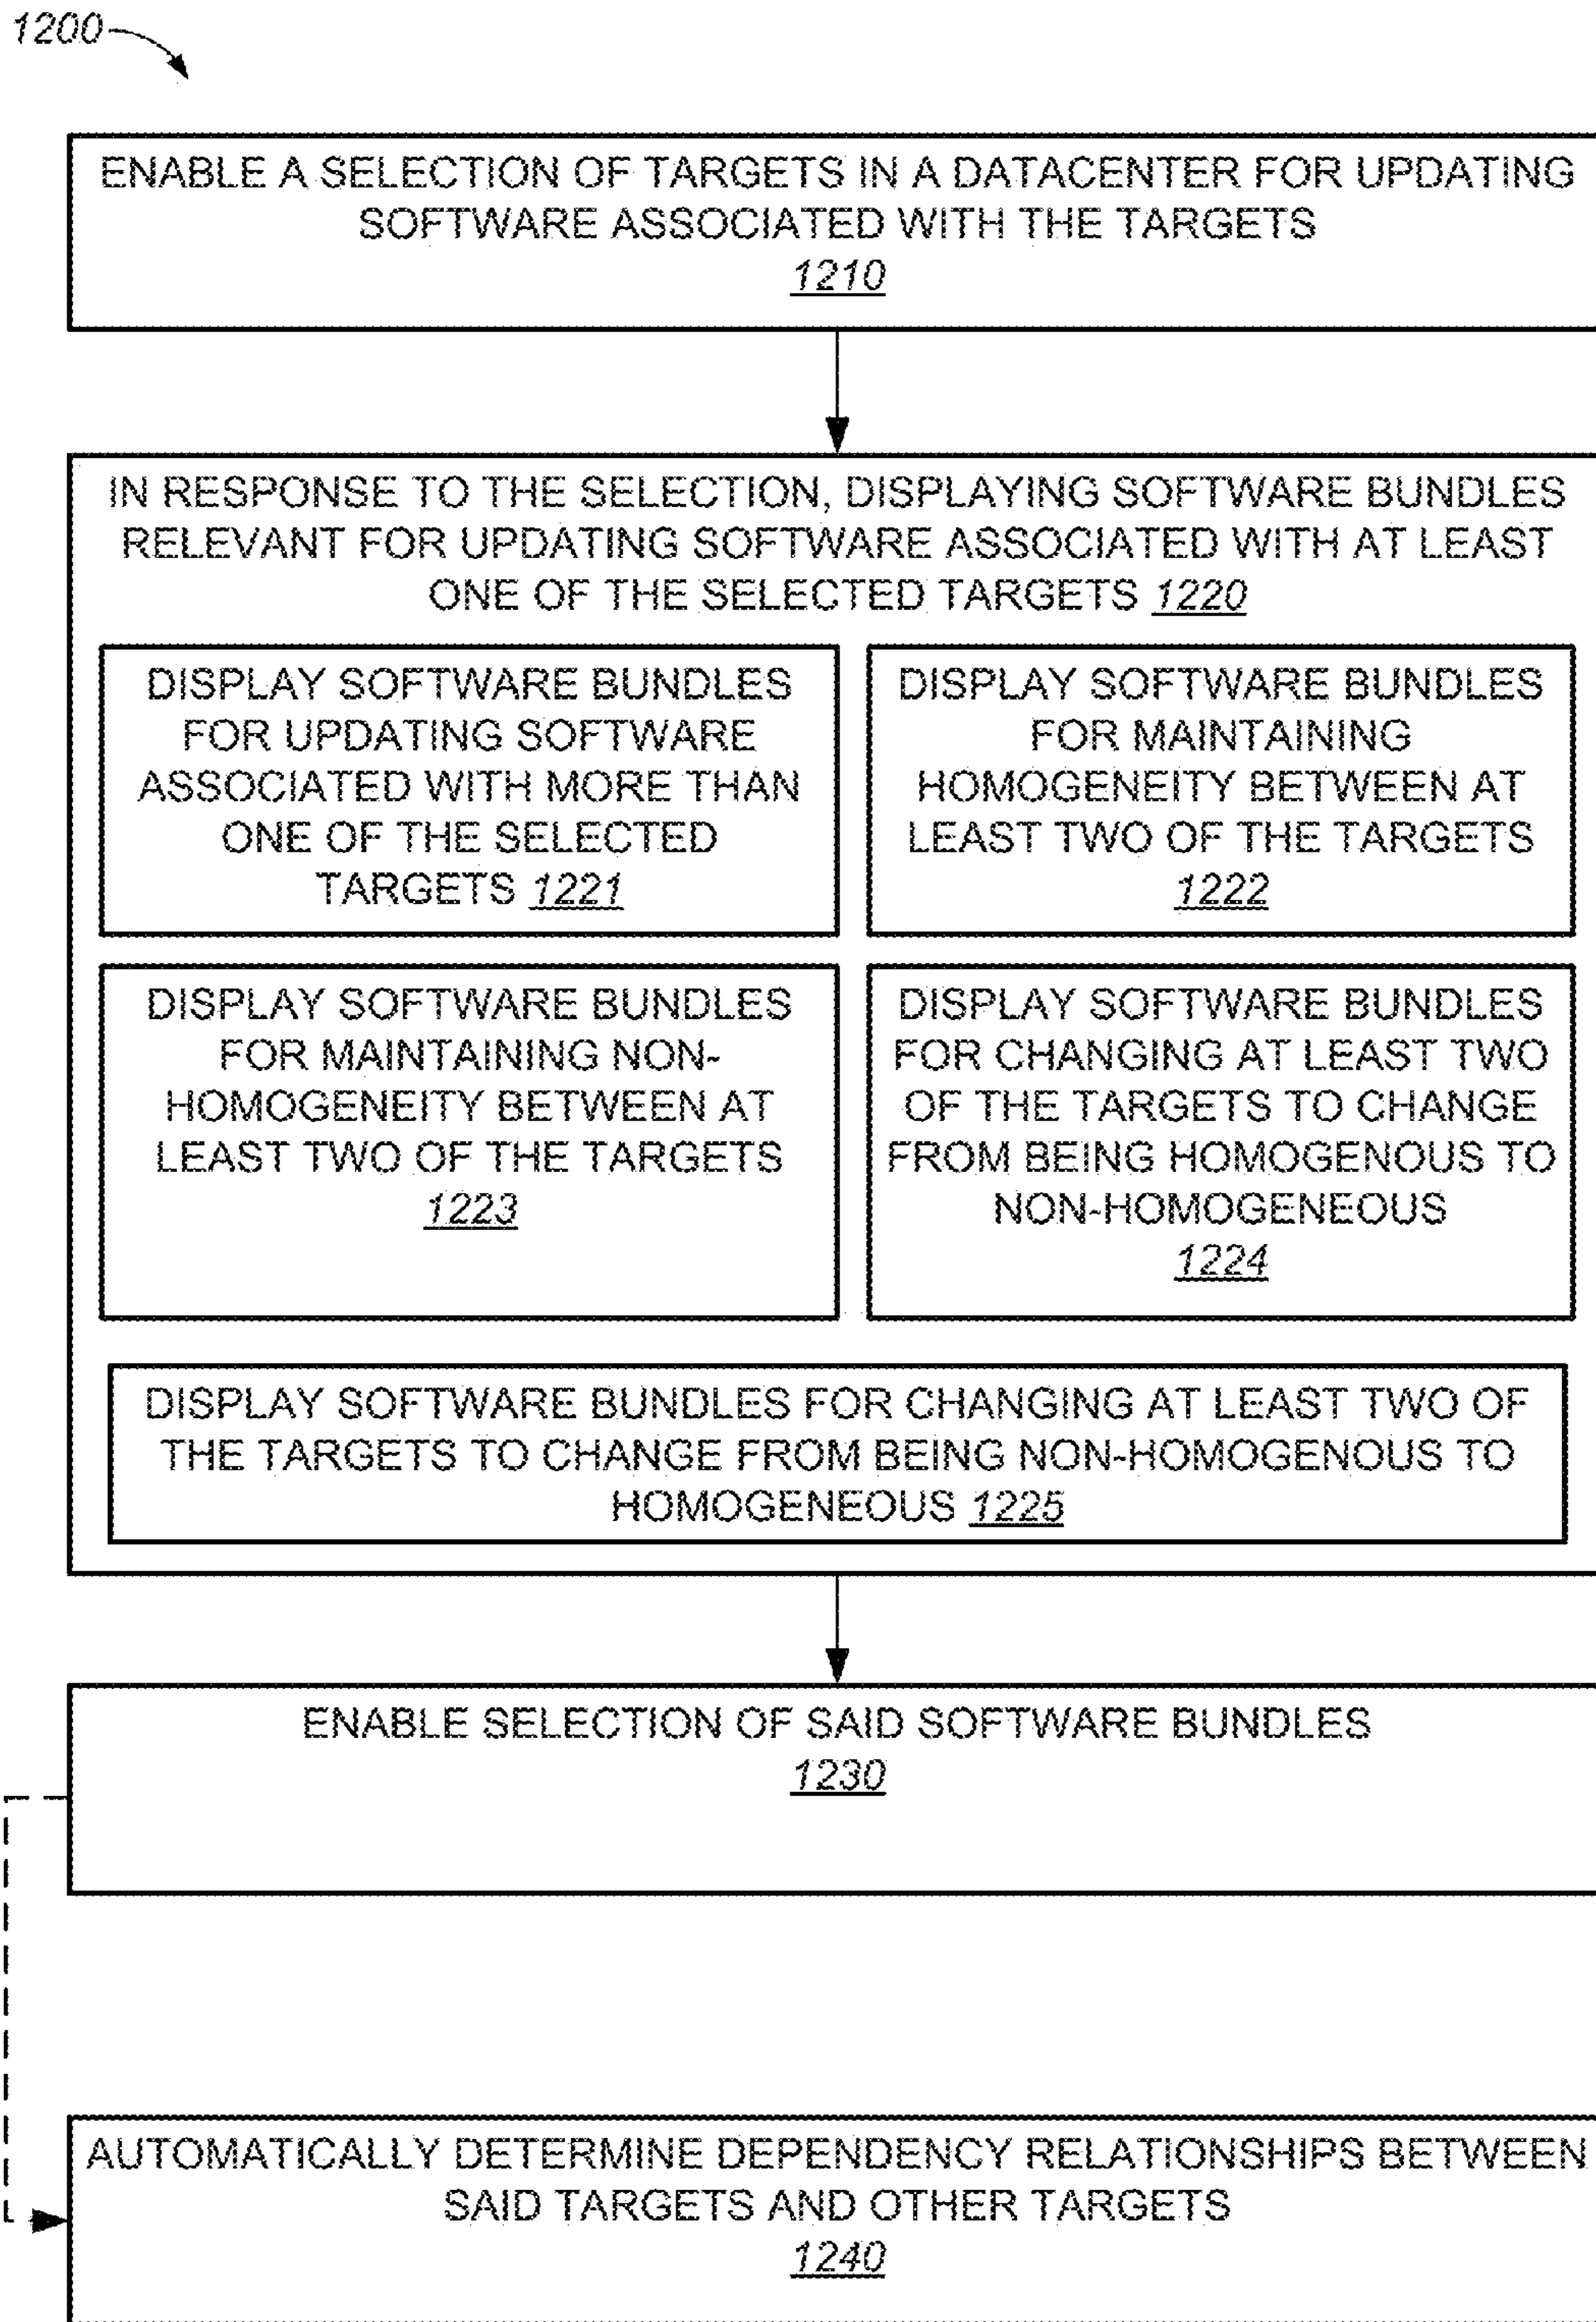 1200
ENABLE A SELECTION OF TARGETS IN A DATACENTER FOR UPDATING
SOFTWARE ASSOCIATED WITH THE TARGETS
1210
IN RESPONSE TO THE SELECTION, DISPLAYING SOFTWARE BUNDLES
RELEVANT FOR UPDATING SOFTWARE ASSOCIATED WITH AT LEAST
ONE OF THE SELECTED TARGETS 1220
DISPLAY SOFTWARE BUNDLES
FOR UPDATING SOFTWARE
ASSOCIATED WITH MORE THAN
ONE OF THE SELECTED
TARGETS 1221
DISPLAY SOFTWARE BUNDLES
FOR MAINTAINING
HOMOGENEITY BETWEEN AT
LEAST TWO OF THE TARGETS
1222
DISPLAY SOFTWARE BUNDLES
FOR MAINTAINING NON-
HOMOGENEITY BETWEEN AT
LEAST TWO OF THE TARGETS
1223
DISPLAY SOFTWARE BUNDLES
FOR CHANGING AT LEAST TWO
OF THE TARGETS TO CHANGE
FROM BEING HOMOGENOUS TO
NON-HOMOGENEOUS
1224
DISPLAY SOFTWARE BUNDLES FOR CHANGING AT LEAST TWO OF
THE TARGETS TO CHANGE FROM BEING NON-HOMOGENOUS TO
HOMOGENEOUS 1225
ENABLE SELECTION OF SAID SOFTWARE BUNDLES
1230
AUTOMATICALLY DETERMINE DEPENDENCY RELATIONSHIPS BETWEEN
SAID TARGETS AND OTHER TARGETS
1240